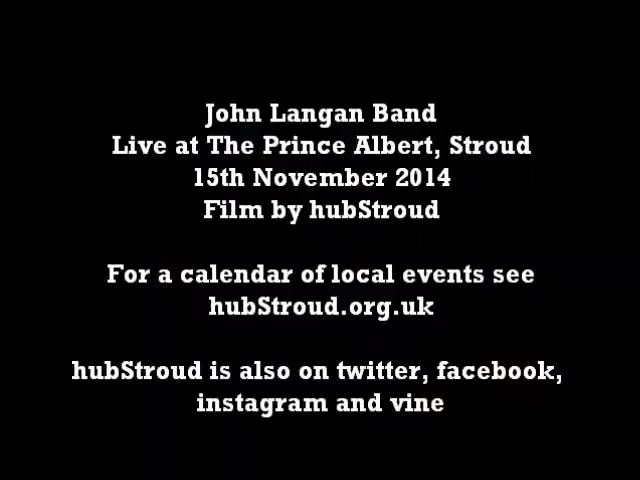 John Langan Band
Live at The Prince Albert, Stroud
15th November 2014
Film by hubStroud
For a calendar of local events see
hubStroud.org.uk
hubStroud is also on twitter, facebook,
instagram and vine